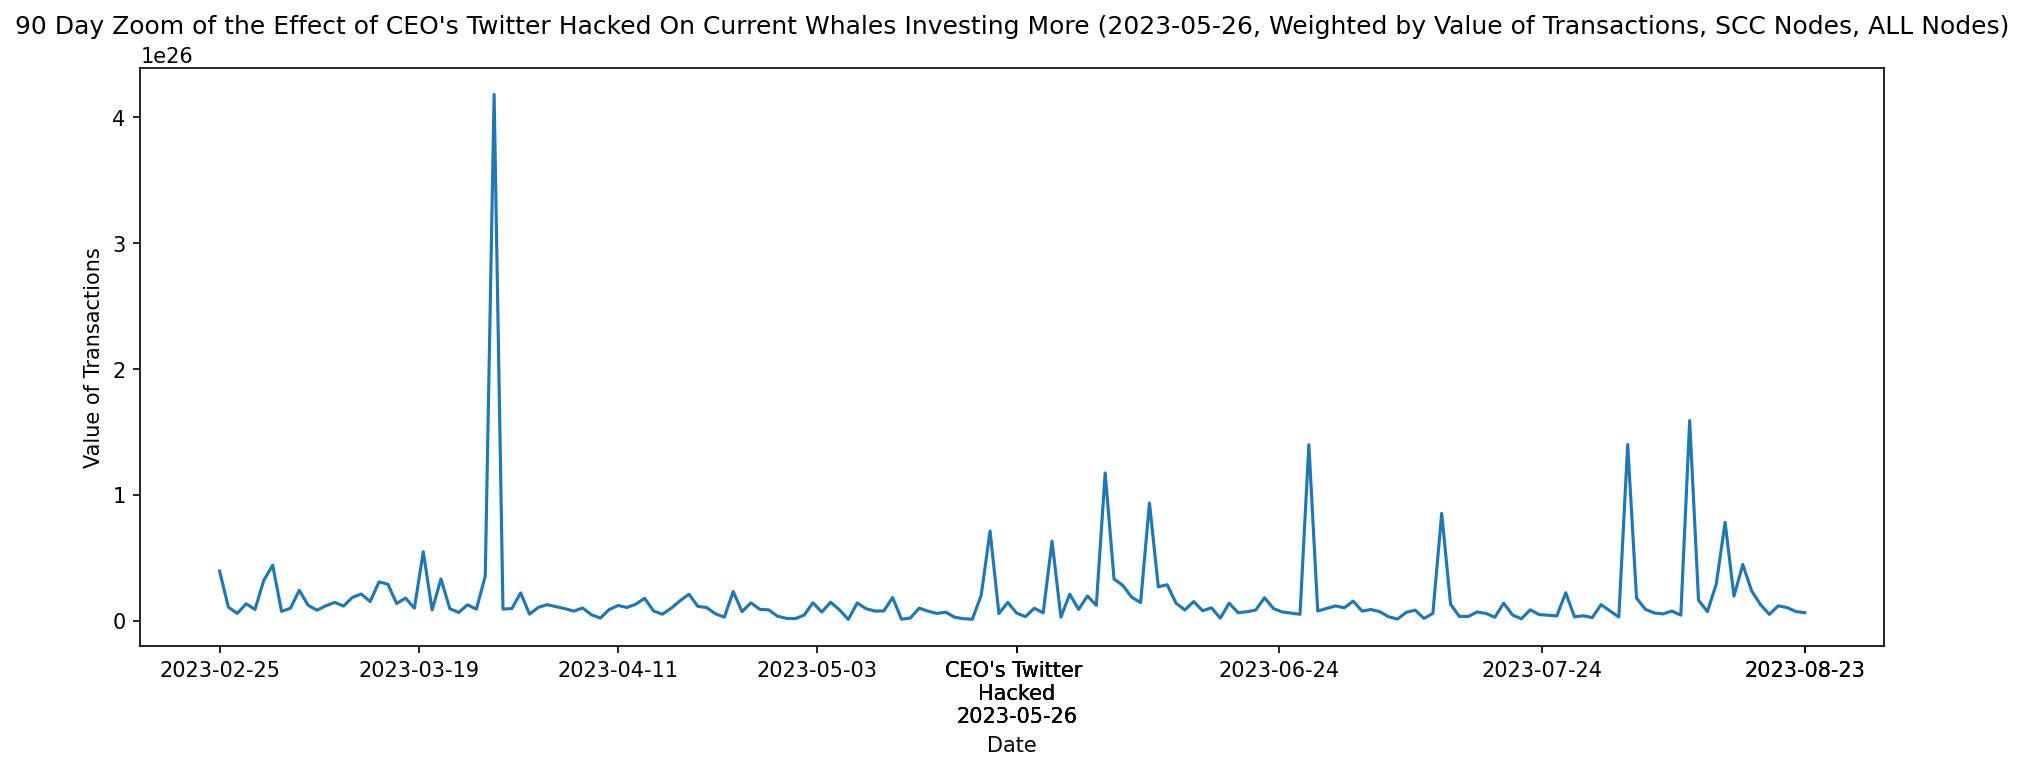 90 Day Zoom of the Effect of CEO's Twitter Hacked On Current Whales Investing More (2023-05-26, Weighted by Value of Transactions, SCC Nodes, ALL Nodes)
1e26
4
3
2
1
0
Value of Transactions
2023-02-25
2023-03-19
2023-04-11
2023-05-03
CEO's Twitter
Hacked
2023-05-26
2023-06-24
2023-07-24
2023-08-23
Date